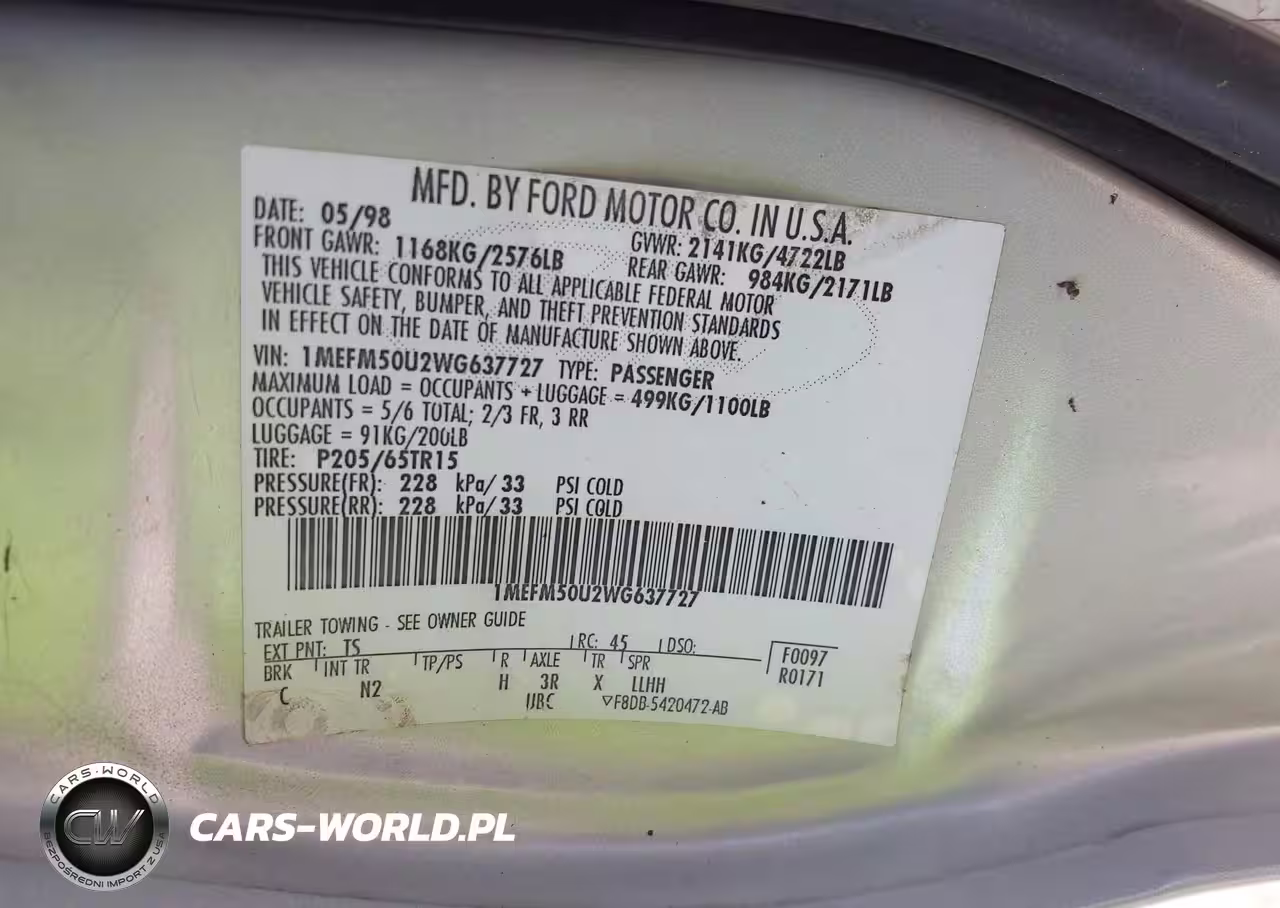 MFD. BY FORD MOTOR CO. IN U.S.A.
DATE: 05/98 GVWR: 2141KG/4722LB
FRONT GAWR: 1168KG/2576LB REAR GAWR: 984KG/2171LB
THIS VEHICLE CONFORMS TO ALL APPLICABLE FEDERAL MOTOR
VEHICLE SAFETY, BUMPER, AND THEFT PREVENTION STANDARDS
IN EFFECT ON THE DATE OF MANUFACTURE SHOWN ABOVE.
VIN: 1MEFM50U2WG637727 TYPE: PASSENGER
MAXIMUM LOAD = OCCUPANTS + LUGGAGE = 499KG/1100LB
OCCUPANTS = 5/6 TOTAL; 2/3 FR, 3 RR
LUGGAGE = 91KG/200LB
TIRE: P205/65TR15
PRESSURE(FR): 228 kPa/ 33 PSI COLD
PRESSURE(RR): 228 kPa/ 33 PSI COLD
1MEFM50U2WG637727
TRAILER TOWING - SEE OWNER GUIDE
EXT PNT: TS RC: 45 DSO: F0097
BRK INT TR TP/PS R AXLE TR SPR R0171
C N2 H 3R X LLHH
UBC ▽F8DB-5420472-AB
CARS-WORLD
CW
BEZPOŚREDNI IMPORT Z USA
CARS-WORLD.PL